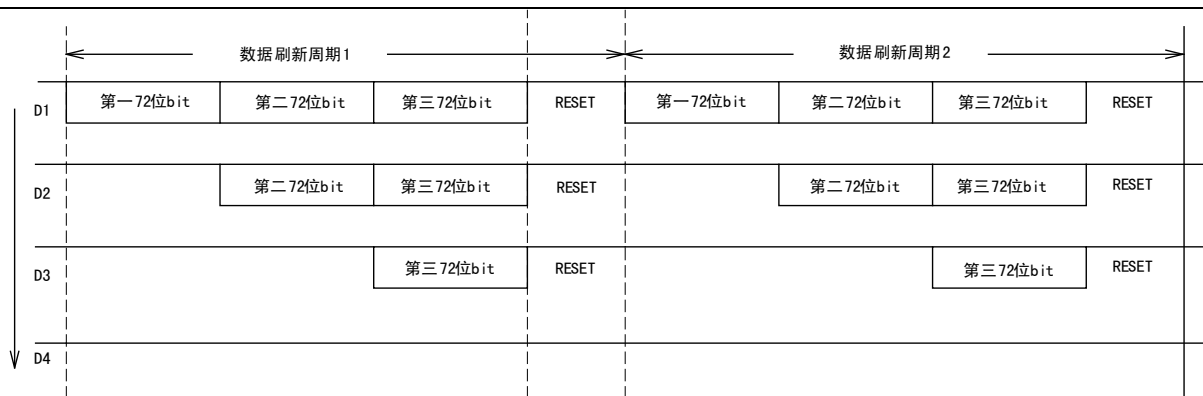 数据刷新周期1 数据刷新周期2
D1 第一72位bit 第二72位bit 第三72位bit RESET 第一72位bit 第二72位bit 第三72位bit RESET
D2 第二72位bit 第三72位bit RESET 第二72位bit 第三72位bit RESET
D3 第三72位bit RESET 第三72位bit RESET
D4